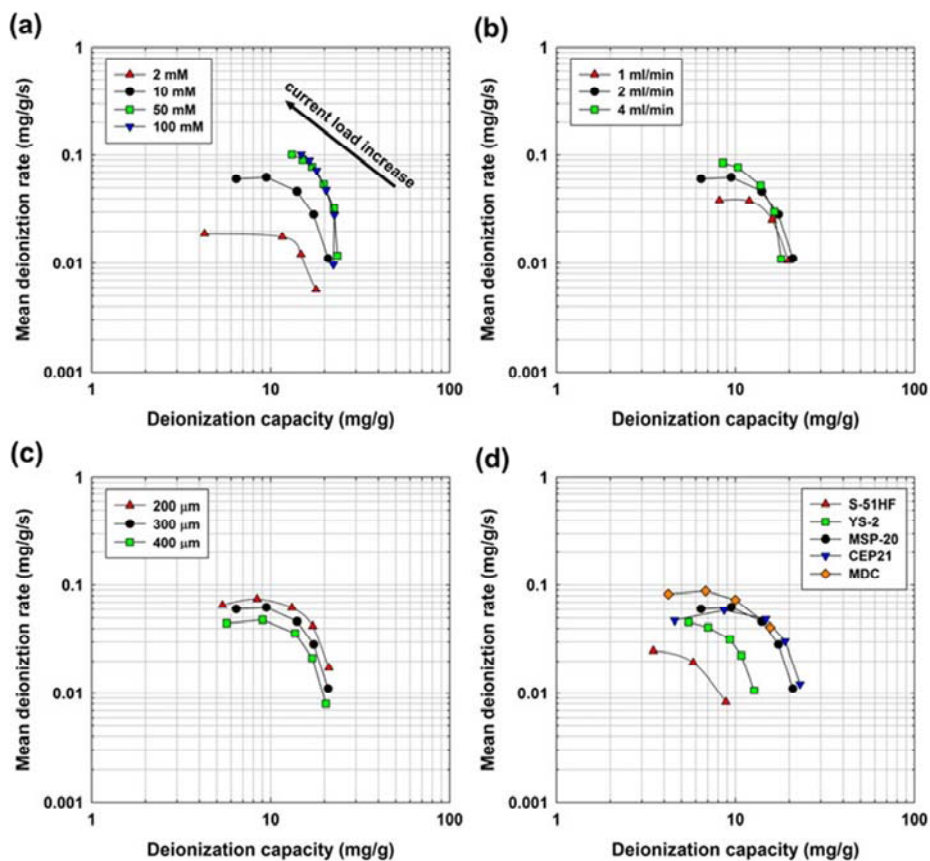 (a)
Mean deioniztion rate (mg/g/s)
1
0.1
0.01
0.001
2 mM
10 mM
50 mM
100 mM
current load increase
1
10
100
Deionization capacity (mg/g)
(b)
Mean deioniztion rate (mg/g/s)
1
0.1
0.01
0.001
1 ml/min
2 ml/min
4 ml/min
1
10
100
Deionization capacity (mg/g)
(c)
Mean deioniztion rate (mg/g/s)
1
0.1
0.01
0.001
200 μm
300 μm
400 μm
1
10
100
Deionization capacity (mg/g)
(d)
Mean deioniztion rate (mg/g/s)
1
0.1
0.01
0.001
S-51HF
YS-2
MSP-20
CEP21
MDC
1
10
100
Deionization capacity (mg/g)